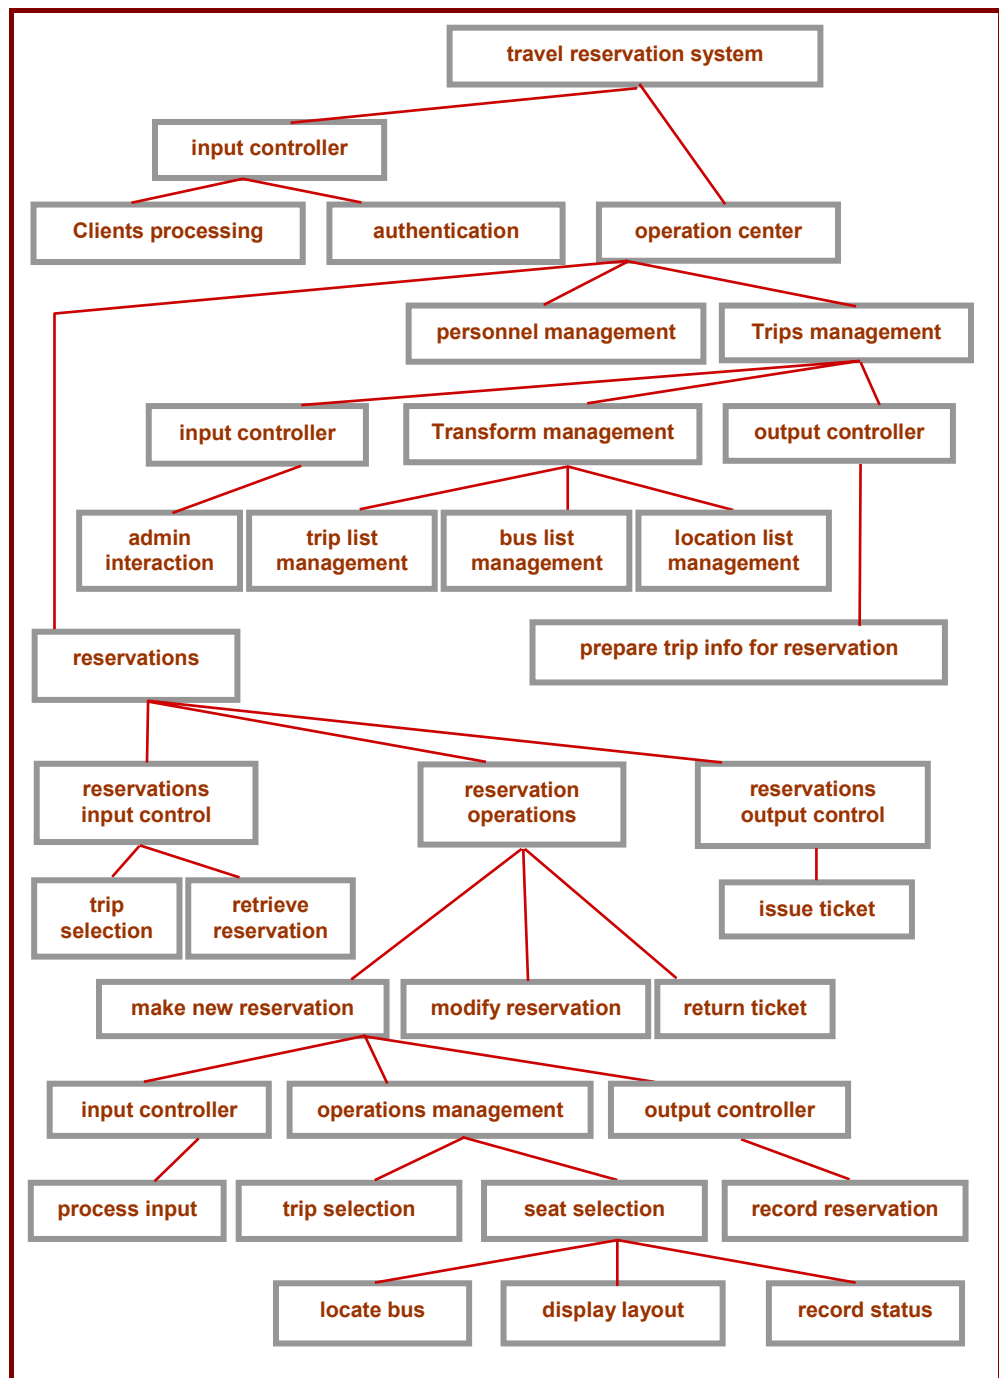 travel reservation system
input controller
Clients processing
authentication
operation center
personnel management
Trips management
input controller
Transform management
output controller
admin
interaction
trip list
management
bus list
management
location list
management
reservations
prepare trip info for reservation
reservations
input control
reservation
operations
reservations
output control
trip
selection
retrieve
reservation
issue ticket
make new reservation
modify reservation
return ticket
input controller
operations management
output controller
process input
trip selection
seat selection
record reservation
locate bus
display layout
record status